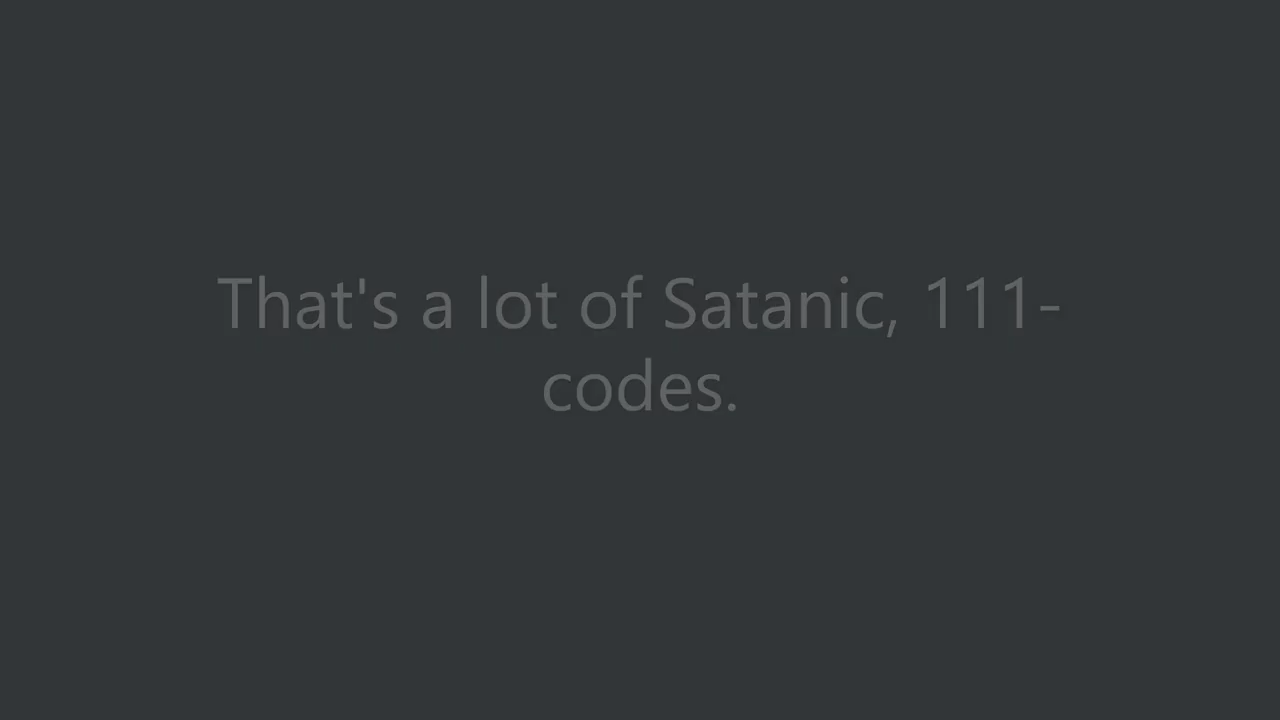 That's a lot of Satanic, 111-
codes.